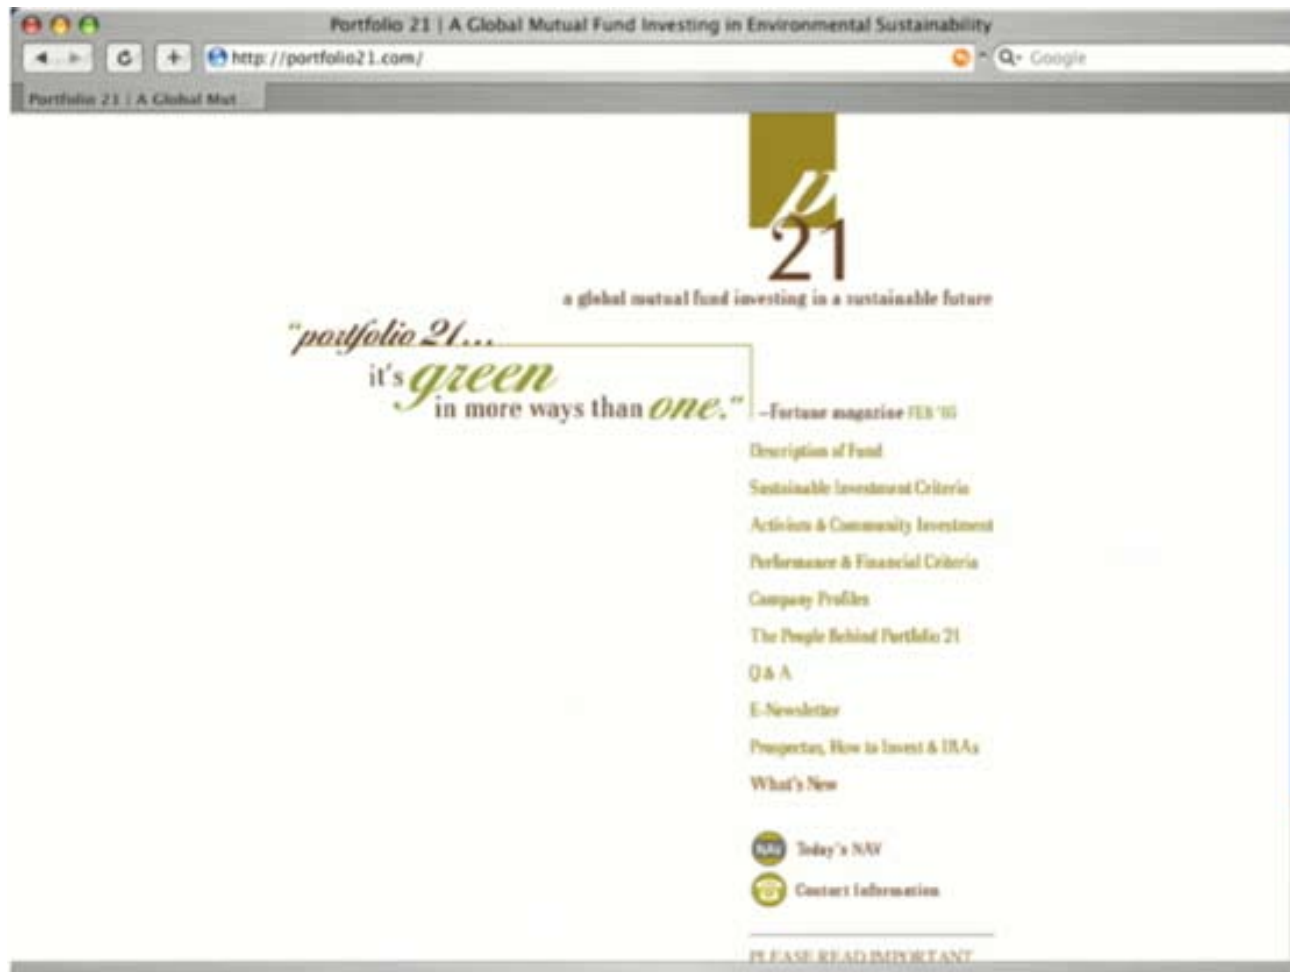 Portfolio 21 | A Global Mutual Fund Investing in Environmental Sustainability
http://portfolio21.com/
Google
Portfolio 21 | A Global Mut
p
21
a global mutual fund investing in a sustainable future
"portfolio 21...
it's green
in more ways than one."
–Fortune magazine FEB
Description of Fund
Sustainable Investment Criteria
Activism & Community Investment
Performance & Financial Criteria
Company Profiles
The People Behind Portfolio 21
Q & A
E-Newsletter
Prospectus, How to Invest & IRAs
What's New
NAV Today's NAV
Contact Information
PLEASE READ IMPORTANT